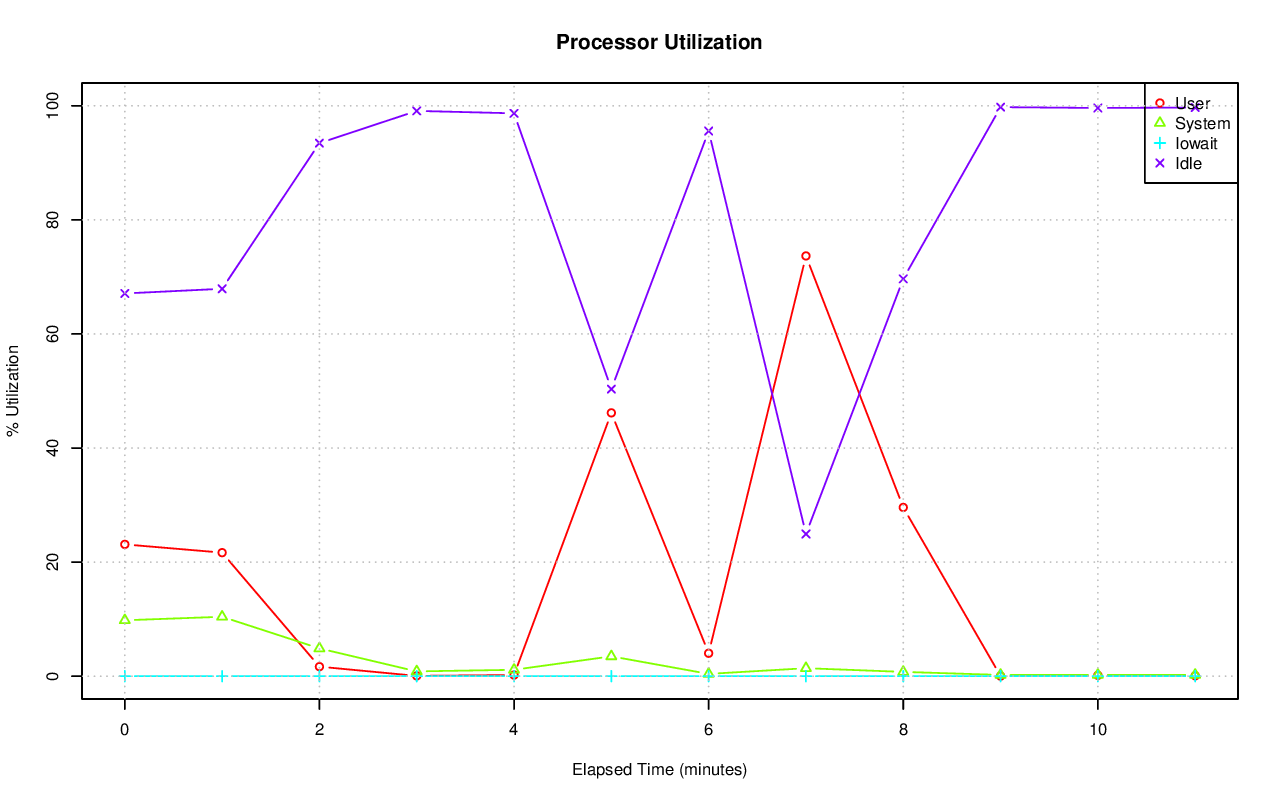 Processor Utilization
% Utilization
100
80
60
40
20
0
User
System
Iowait
Idle
0 2 4 6 8 10
Elapsed Time (minutes)